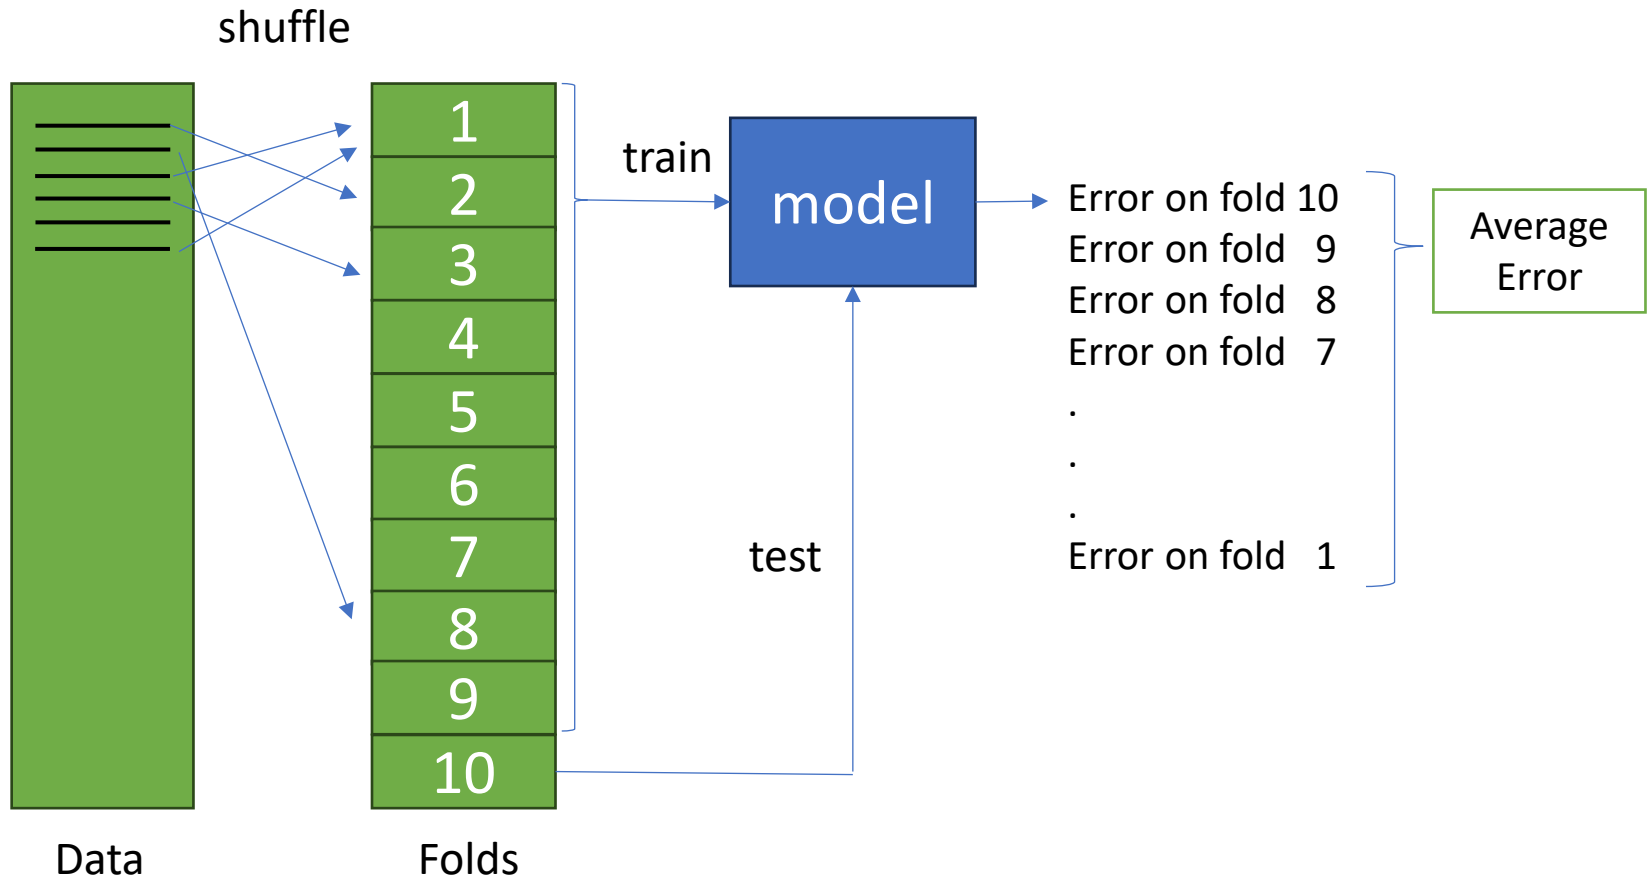 shuffle
1
2
3
4
5
6
7
8
9
10
Data
Folds
train
model
test
Error on fold 10
Error on fold 9
Error on fold 8
Error on fold 7
.
.
.
Error on fold 1
Average
Error